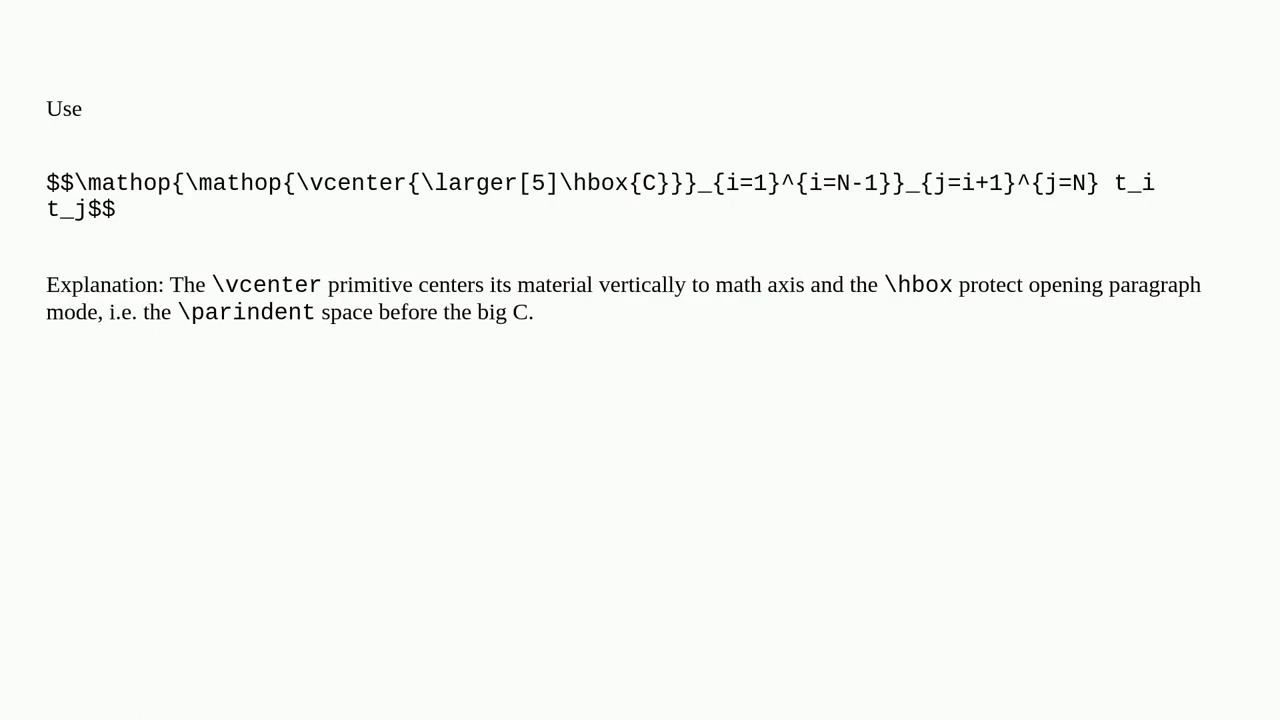 Use
$$\mathop{\mathop{\vcenter{\larger[5]\hbox{C}}}_{i=1}^{i=N-1}}_{j=i+1}^{j=N} t_i
t_j$$
Explanation: The \vcenter primitive centers its material vertically to math axis and the \hbox protect opening paragraph
mode, i.e. the \parindent space before the big C.